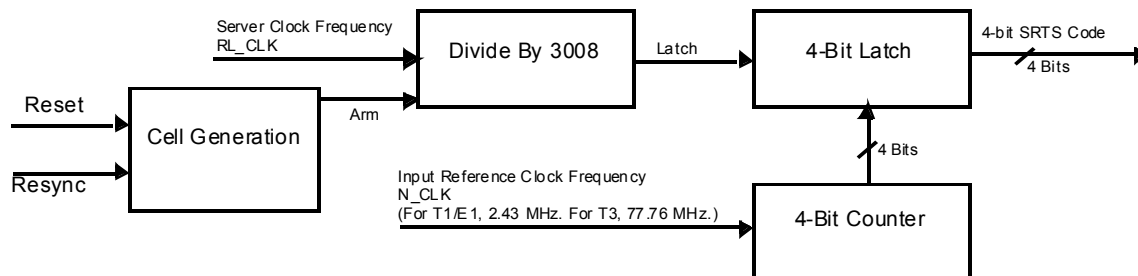 Server Clock Frequency
RL_CLK
Divide By 3008
Latch
4-Bit Latch
4-bit SRTS Code
4 Bits
Reset
Resync
Cell Generation
Arm
4 Bits
Input Reference Clock Frequency
N_CLK
(For T1/E1, 2.43 MHz. For T3, 77.76 MHz.)
4-Bit Counter